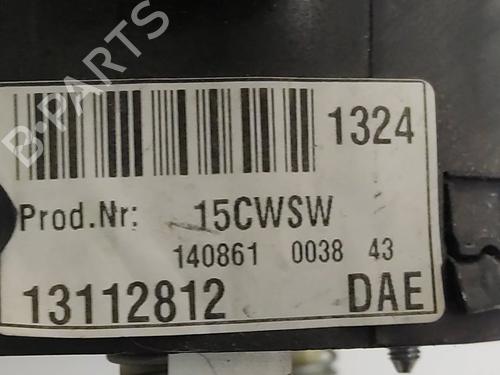 B-PARTS
1324
Prod.Nr: 15CWSW
140861 0038 43
13112812 DAE